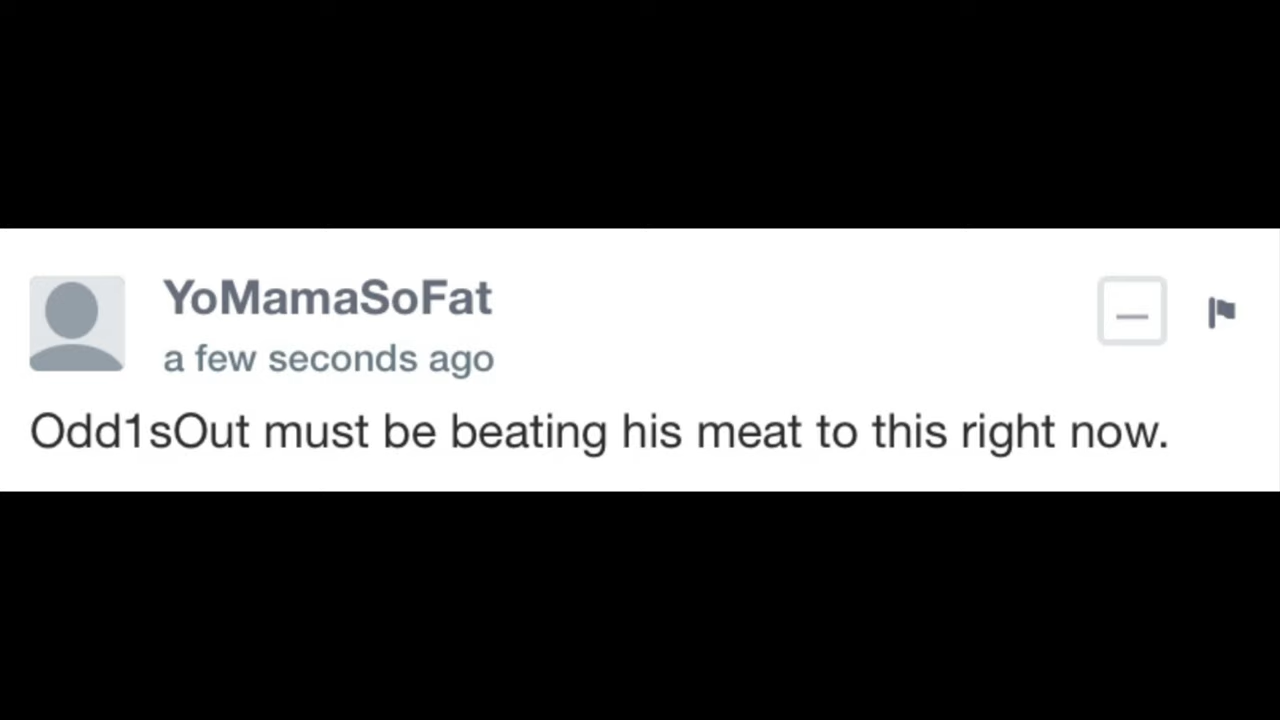 YoMamaSoFat
a few seconds ago
Odd1sOut must be beating his meat to this right now.